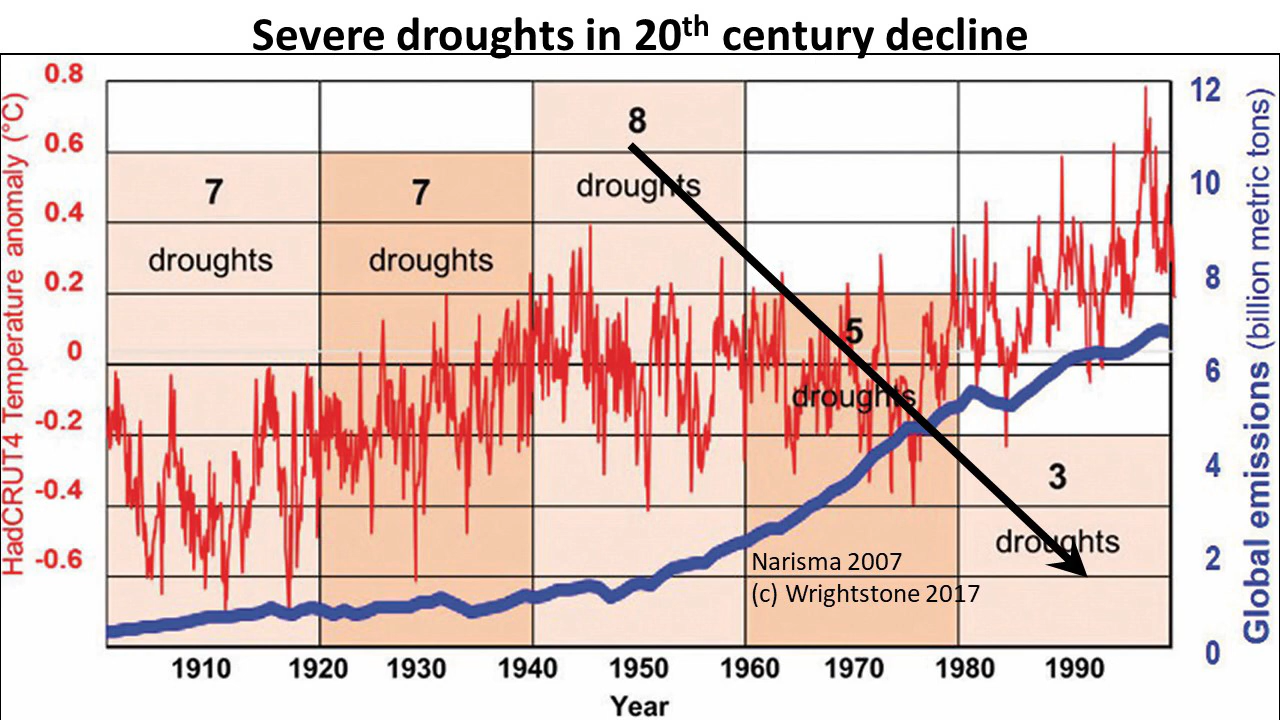 Severe droughts in 20th century decline
HadCRUT4 Temperature anomaly (°C)
0.8
0.6
0.4
0.2
0
-0.2
-0.4
-0.6
7
droughts
7
droughts
8
droughts
5
droughts
3
droughts
Narisma 2007
(c) Wrightstone 2017
12
10
8
6
4
2
0
Global emissions (billion metric tons)
1910 1920 1930 1940 1950 1960 1970 1980 1990
Year